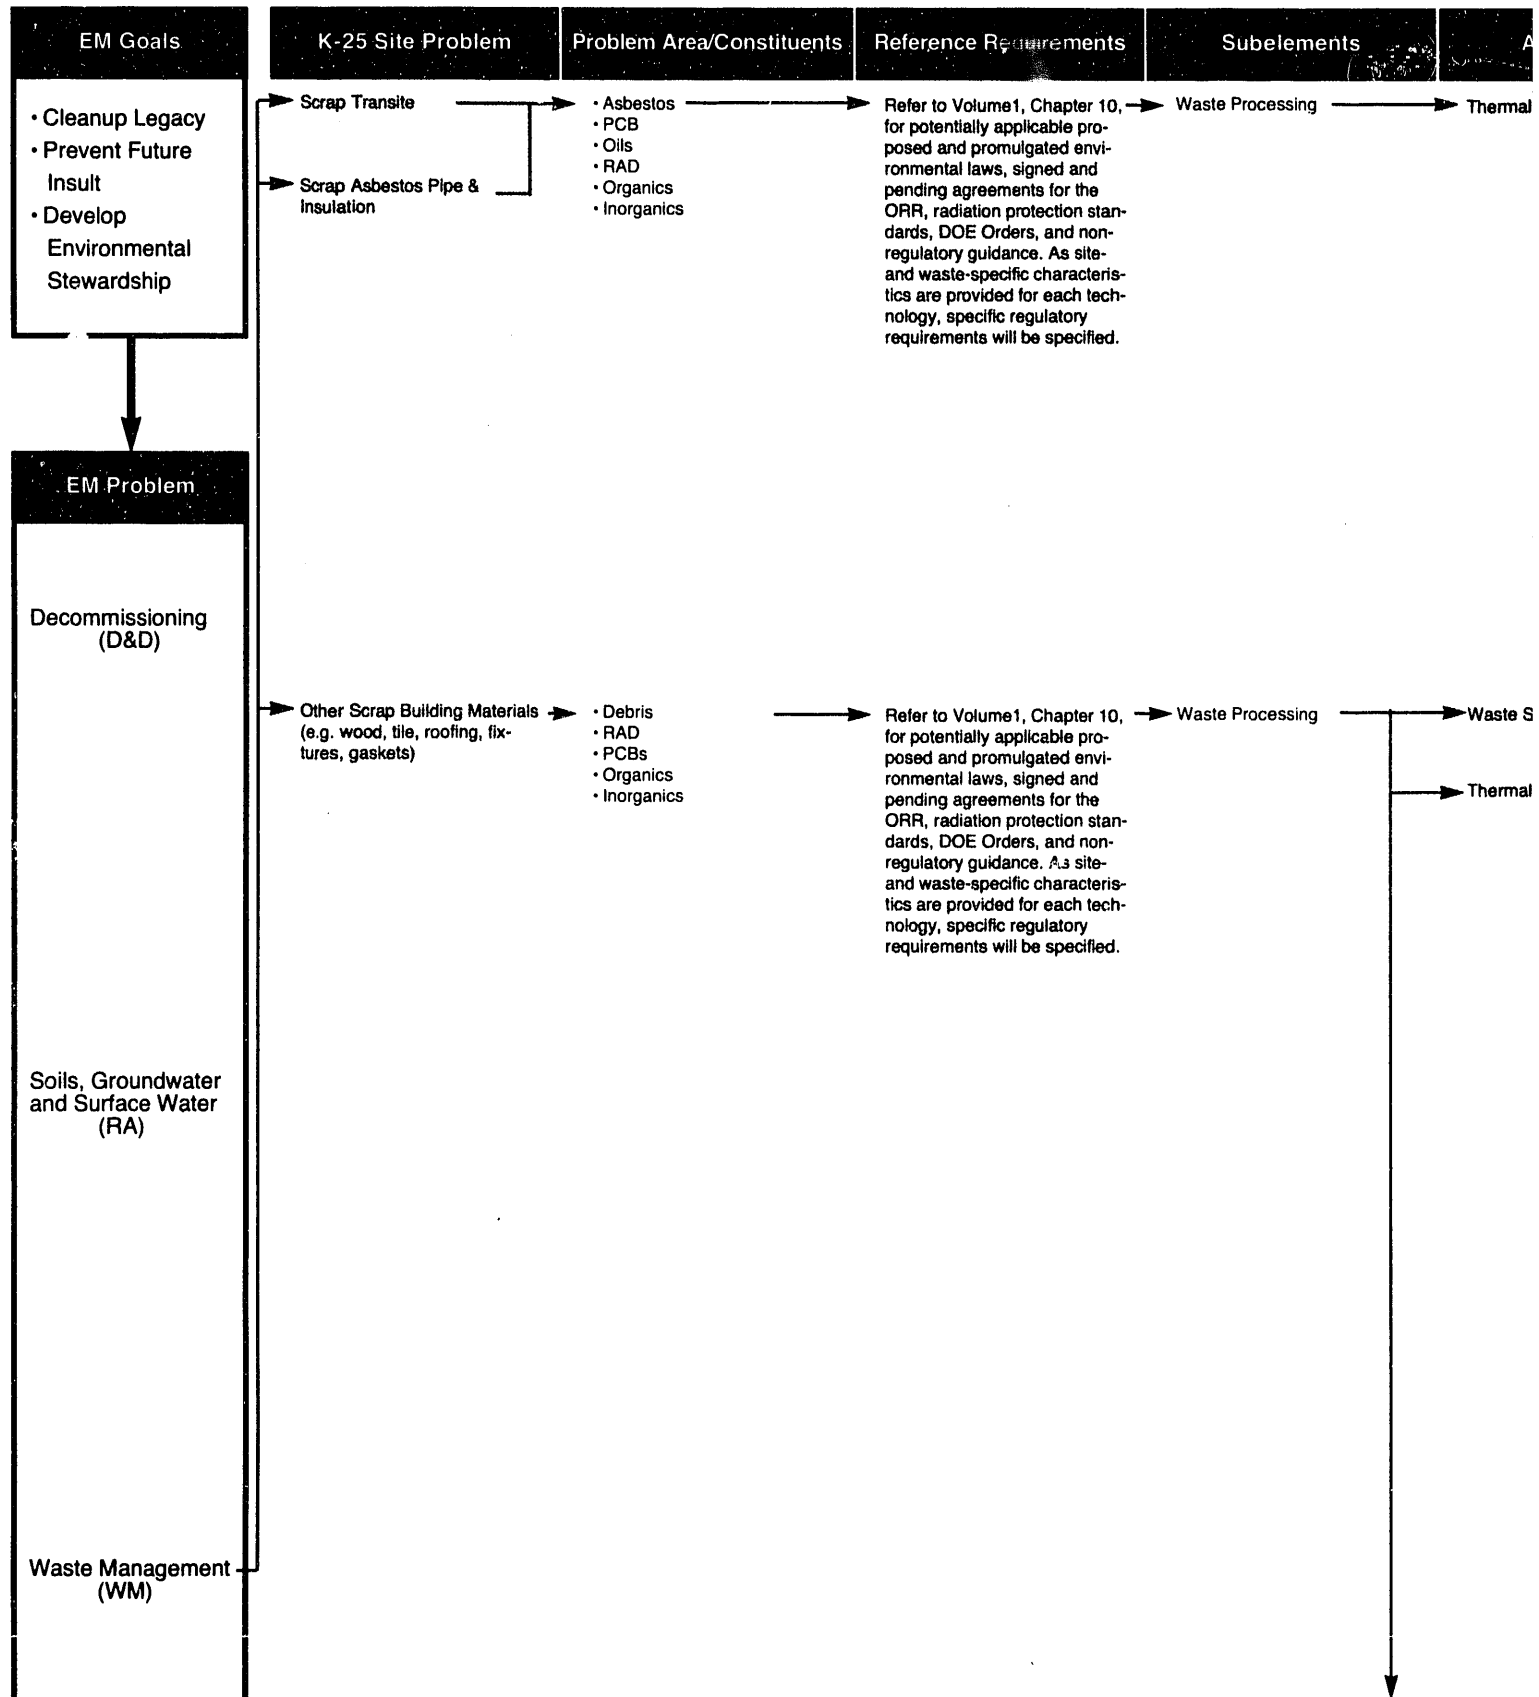 EM Goals
K-25 Site Problem
Problem Area/Constituents
Reference Requirements
Subelements
A
• Cleanup Legacy
• Prevent Future
Insult
• Develop
Environmental
Stewardship
Scrap Transite
Scrap Asbestos Pipe &
Insulation
• Asbestos
• PCB
• Oils
• RAD
• Organics
• Inorganics
Refer to Volume1, Chapter 10,
for potentially applicable pro-
posed and promulgated envi-
ronmental laws, signed and
pending agreements for the
ORR, radiation protection stan-
dards, DOE Orders, and non-
regulatory guidance. As site-
and waste-specific characteris-
tics are provided for each tech-
nology, specific regulatory
requirements will be specified.
Waste Processing
Thermal
EM Problem
Decommissioning
(D&D)
Other Scrap Building Materials
(e.g. wood, tile, roofing, fix-
tures, gaskets)
• Debris
• RAD
• PCBs
• Organics
• Inorganics
Refer to Volume1, Chapter 10,
for potentially applicable pro-
posed and promulgated envi-
ronmental laws, signed and
pending agreements for the
ORR, radiation protection stan-
dards, DOE Orders, and non-
regulatory guidance. As site-
and waste-specific characteris-
tics are provided for each tech-
nology, specific regulatory
requirements will be specified.
Waste Processing
Waste S
Thermal
Soils, Groundwater
and Surface Water
(RA)
Waste Management
(WM)